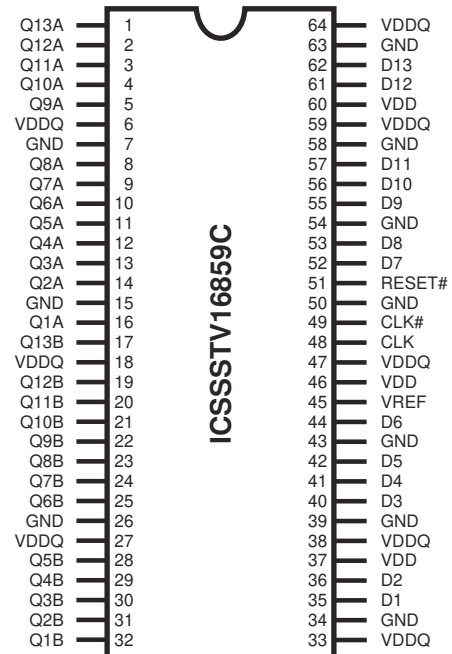 Q13A 1 64 VDDQ
Q12A 2 63 GND
Q11A 3 62 D13
Q10A 4 61 D12
Q9A 5 60 VDD
VDDQ 6 59 VDDQ
GND 7 58 GND
Q8A 8 57 D11
Q7A 9 56 D10
Q6A 10 55 D9
Q5A 11 54 GND
Q4A 12 53 D8
Q3A 13 52 D7
Q2A 14 51 RESET#
GND 15 50 GND
Q1A 16 49 CLK#
Q13B 17 48 CLK
VDDQ 18 47 VDDQ
Q12B 19 46 VDD
Q11B 20 45 VREF
Q10B 21 44 D6
Q9B 22 43 GND
Q8B 23 42 D5
Q7B 24 41 D4
Q6B 25 40 D3
GND 26 39 GND
VDDQ 27 38 VDDQ
Q5B 28 37 VDD
Q4B 29 36 D2
Q3B 30 35 D1
Q2B 31 34 GND
Q1B 32 33 VDDQ
ICSSSTV16859C